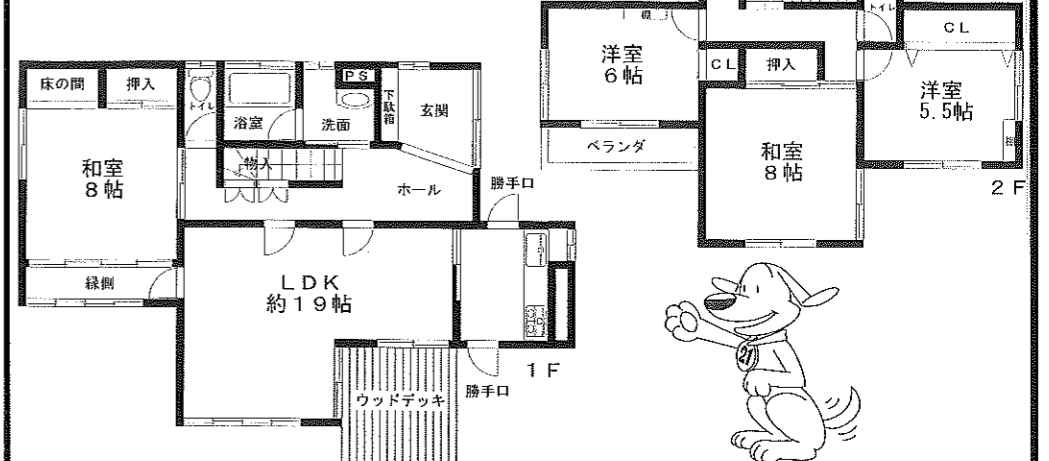 床の間
押入
トイレ
浴室
洗面
PS
下駄箱
玄関
和室
8帖
物入
ホール
勝手口
縁側
LDK
約19帖
勝手口
1F
ウッドデッキ
棚
洋室
6帖
CL
押入
トイレ
CL
洋室
5.5帖
ベランダ
和室
8帖
2F
21